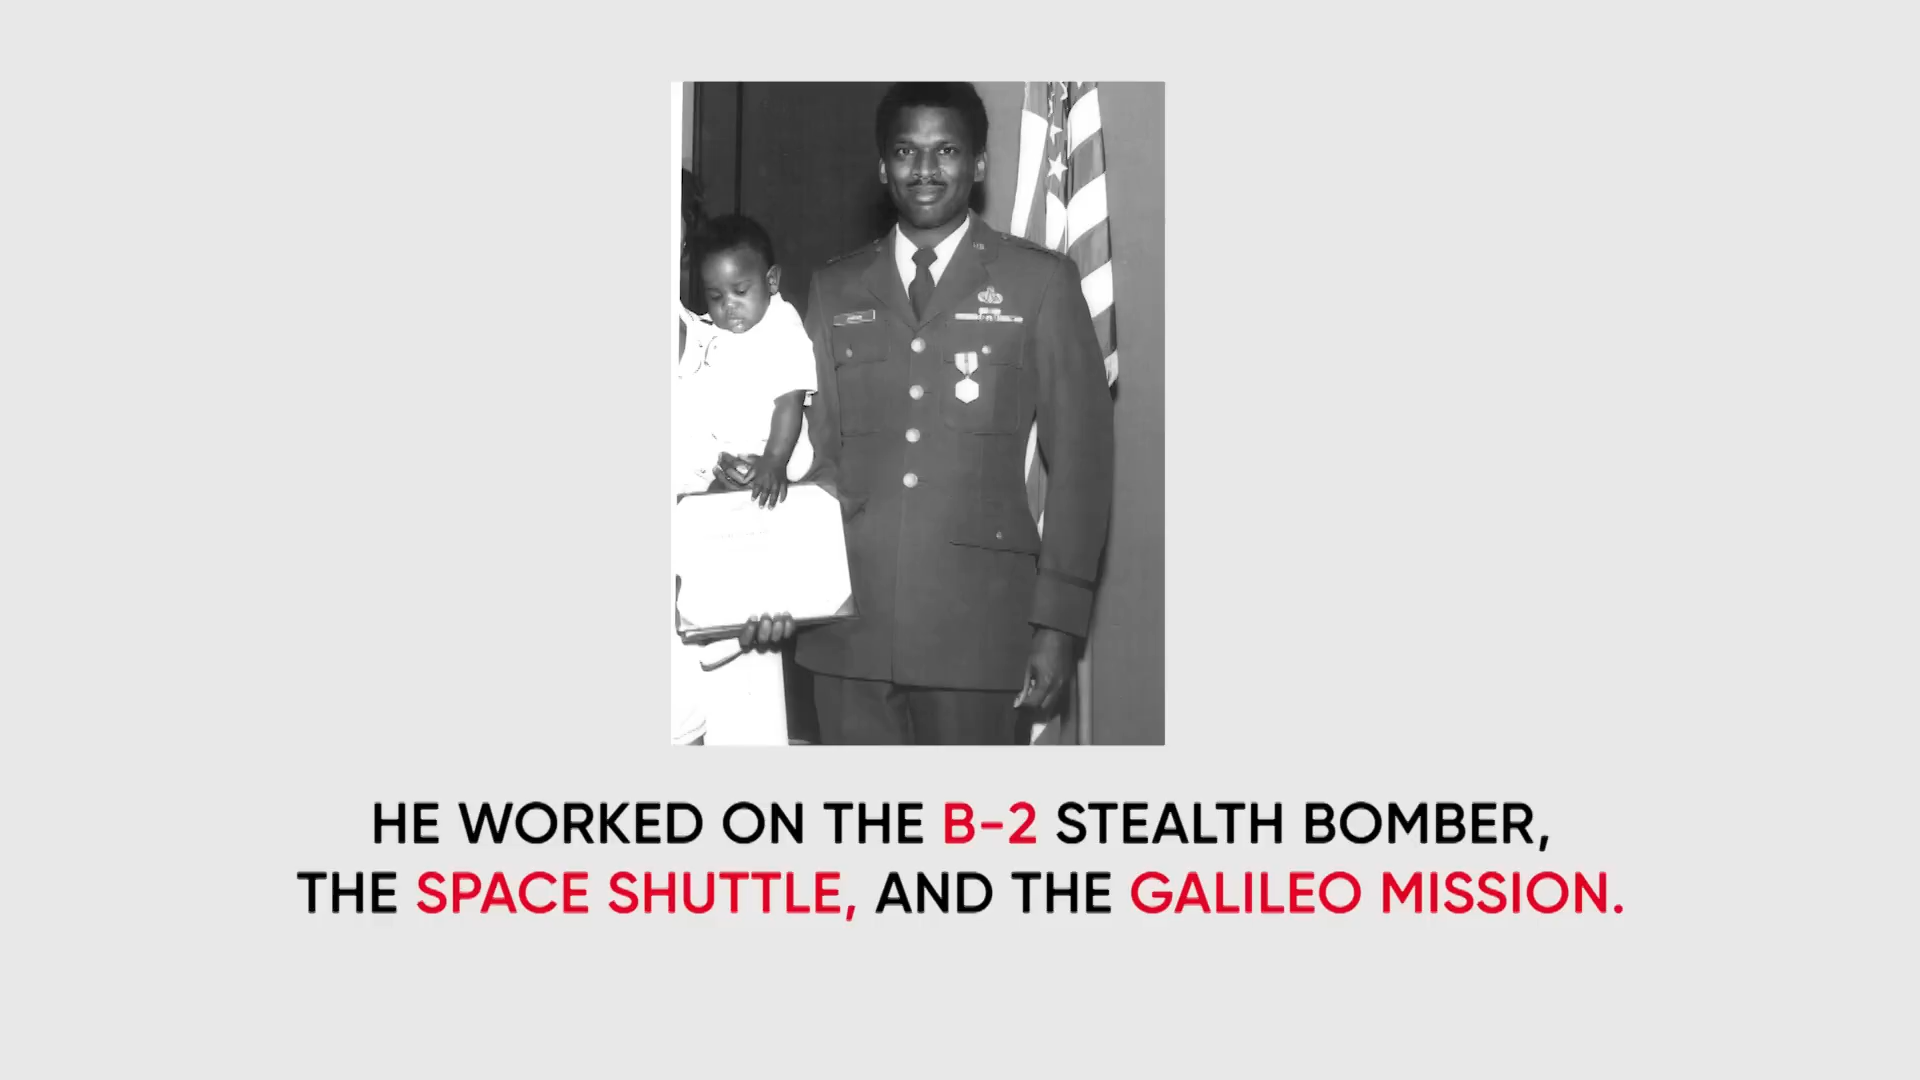 HE WORKED ON THE B-2 STEALTH BOMBER,
THE SPACE SHUTTLE, AND THE GALILEO MISSION.